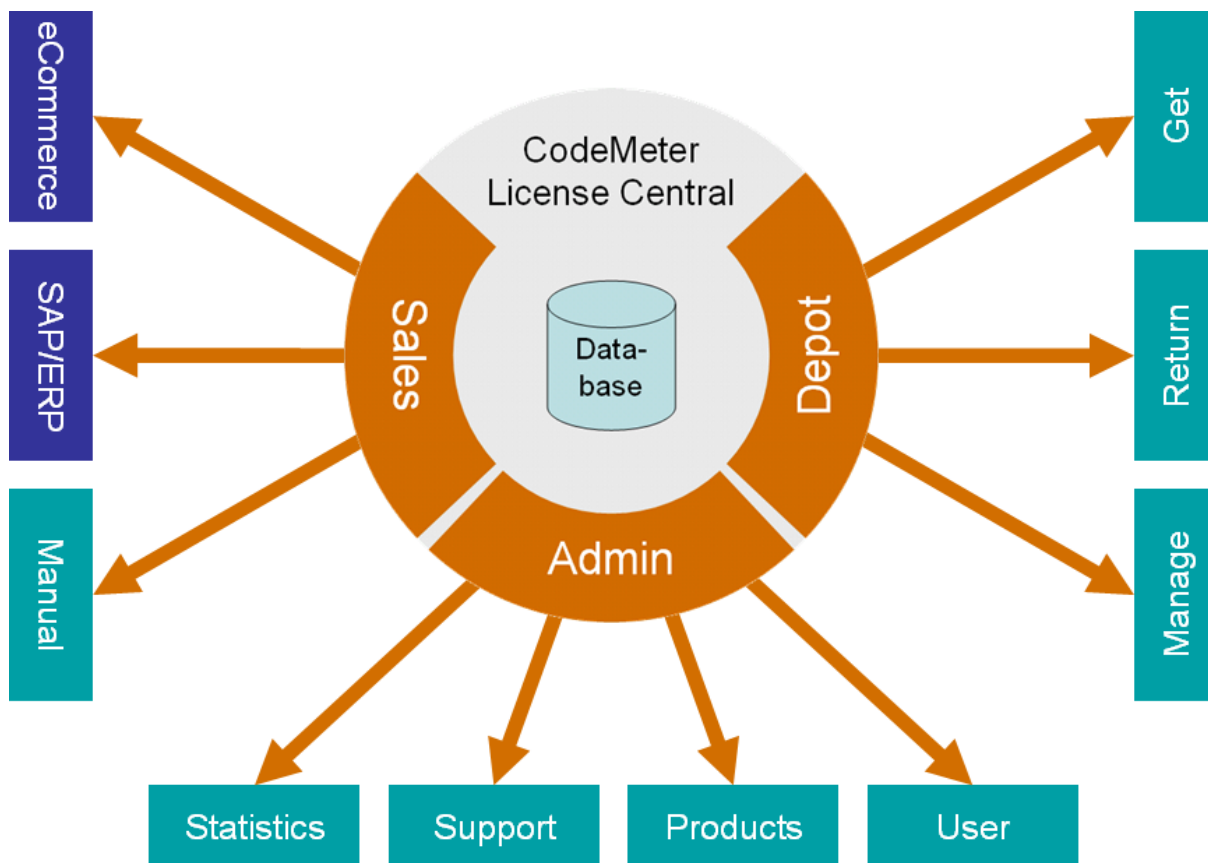 eCommerce
SAP/ERP
Manual
CodeMeter
License Central
Sales
Data-
base
Depot
Admin
Get
Return
Manage
Statistics
Support
Products
User